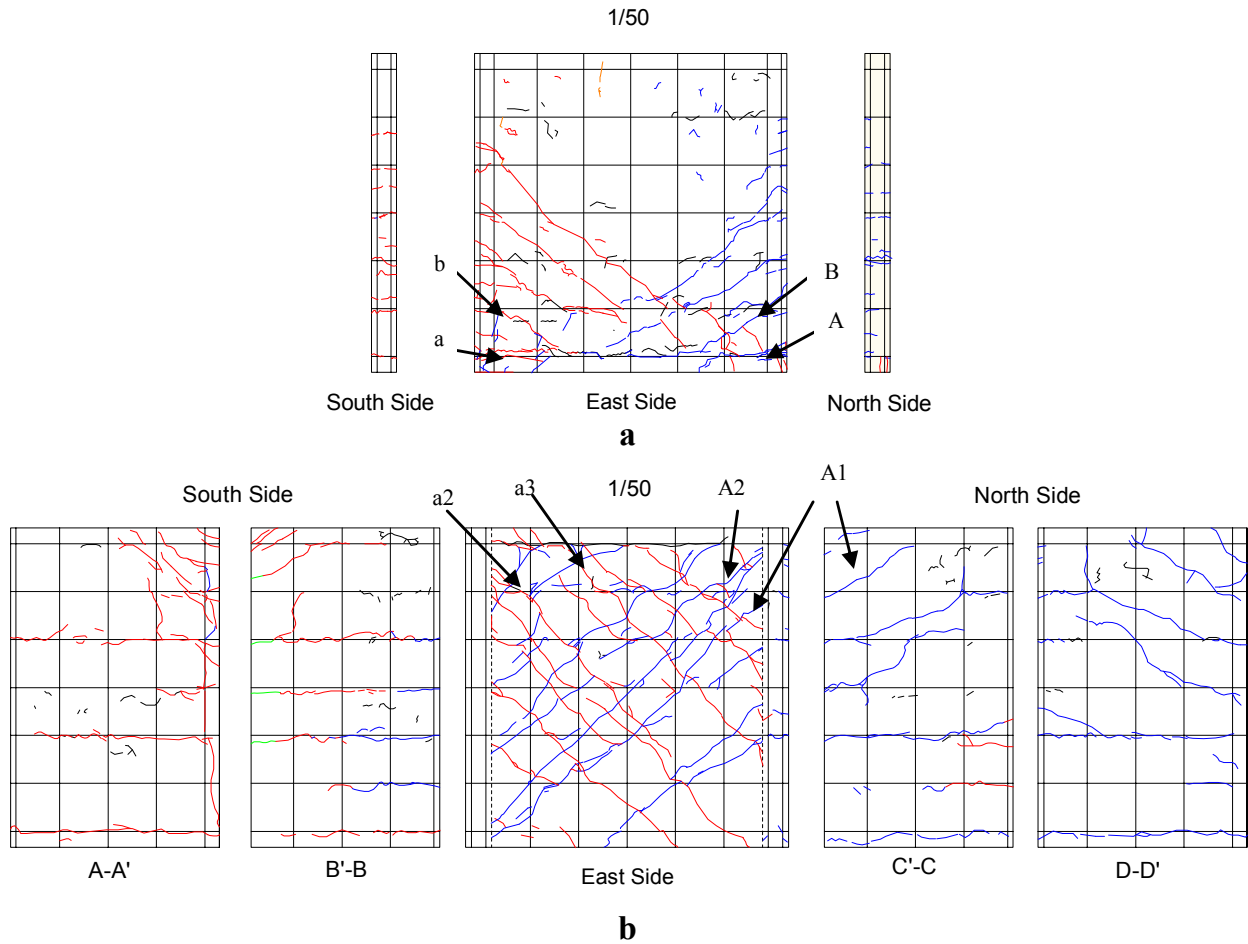 1/50
b
B
a
A
South Side
East Side
North Side
a
A1
South Side
a2
a3
1/50
A2
North Side
A-A'
B'-B
East Side
C'-C
D-D'
b